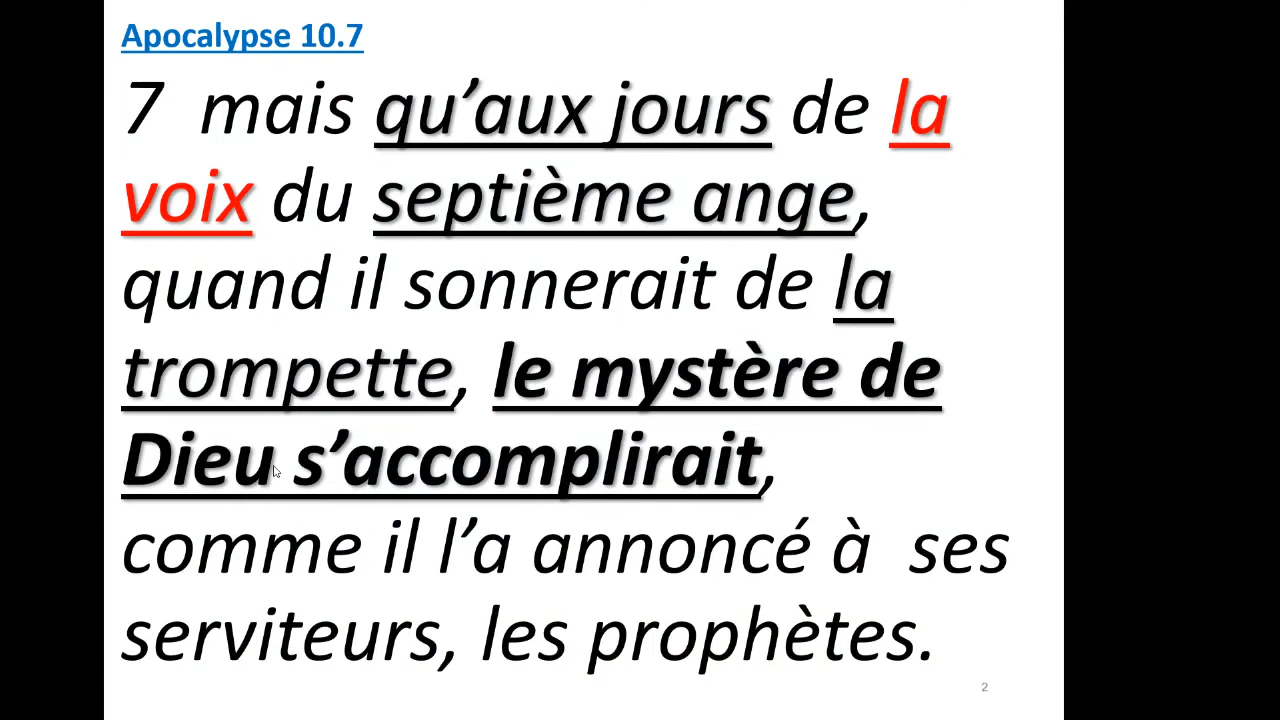 Apocalypse 10.7
7 mais qu’aux jours de la
voix du septième ange,
quand il sonnerait de la
trompette, le mystère de
Dieu s’accomplirait,
comme il l’a annoncé à ses
serviteurs, les prophètes.
2